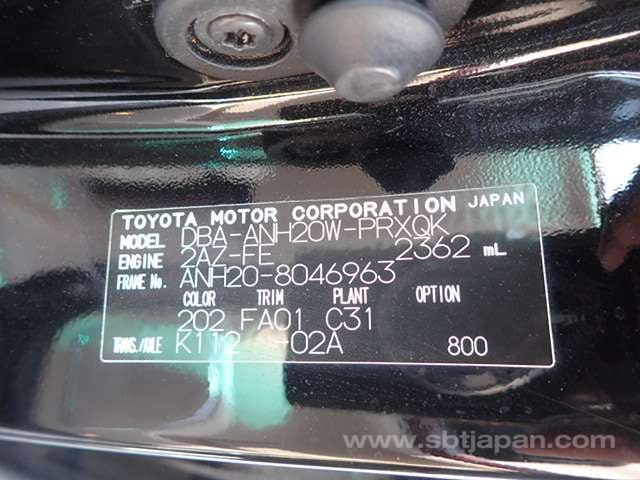 TOYOTA MOTOR CORPORATION JAPAN
MODEL DBA-ANH20W-PRXQK
ENGINE 2AZ-FE 2362 mL
FRAME No. ANH20-8046963
COLOR TRIM PLANT OPTION
202 FA01 C31
TRANS./AXLE K112 -02A 800
www.sbtjapan.com